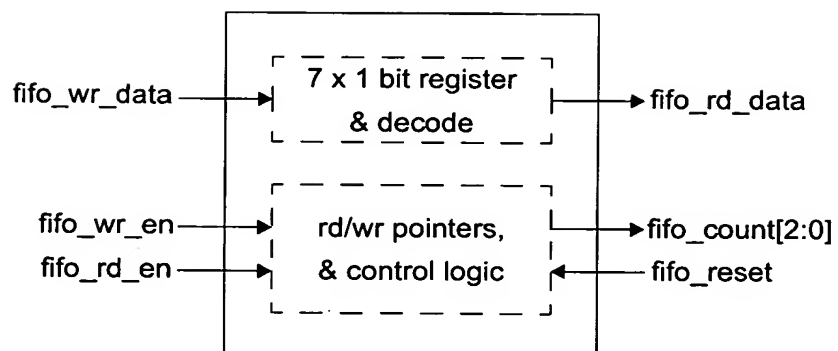 7 x 1 bit register
& decode
fifo_wr_data
fifo_rd_data
fifo_wr_en
fifo_rd_en
rd/wr pointers,
& control logic
fifo_count[2:0]
fifo_reset